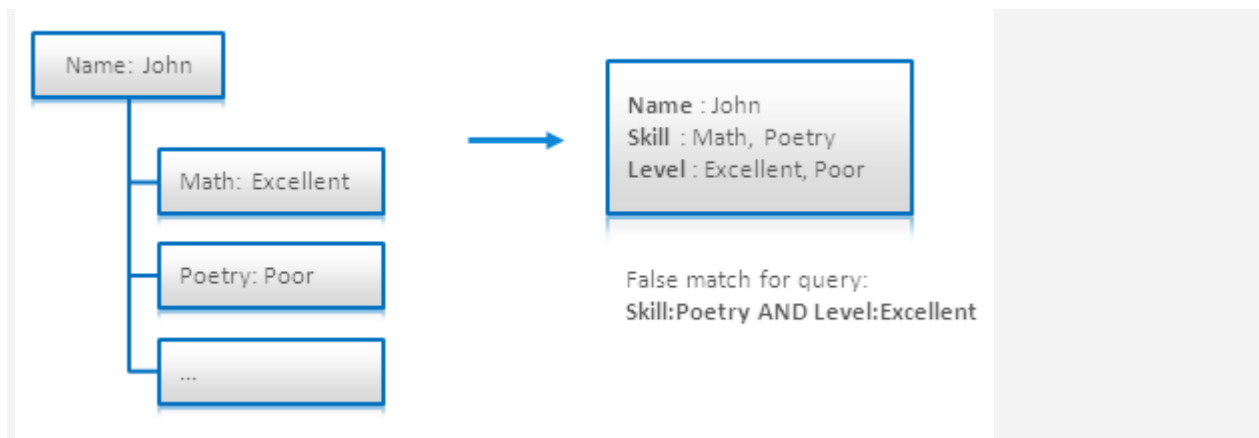 Name: John
Math: Excellent
Poetry: Poor
...
Name : John
Skill : Math, Poetry
Level : Excellent, Poor
False match for query:
Skill:Poetry AND Level:Excellent